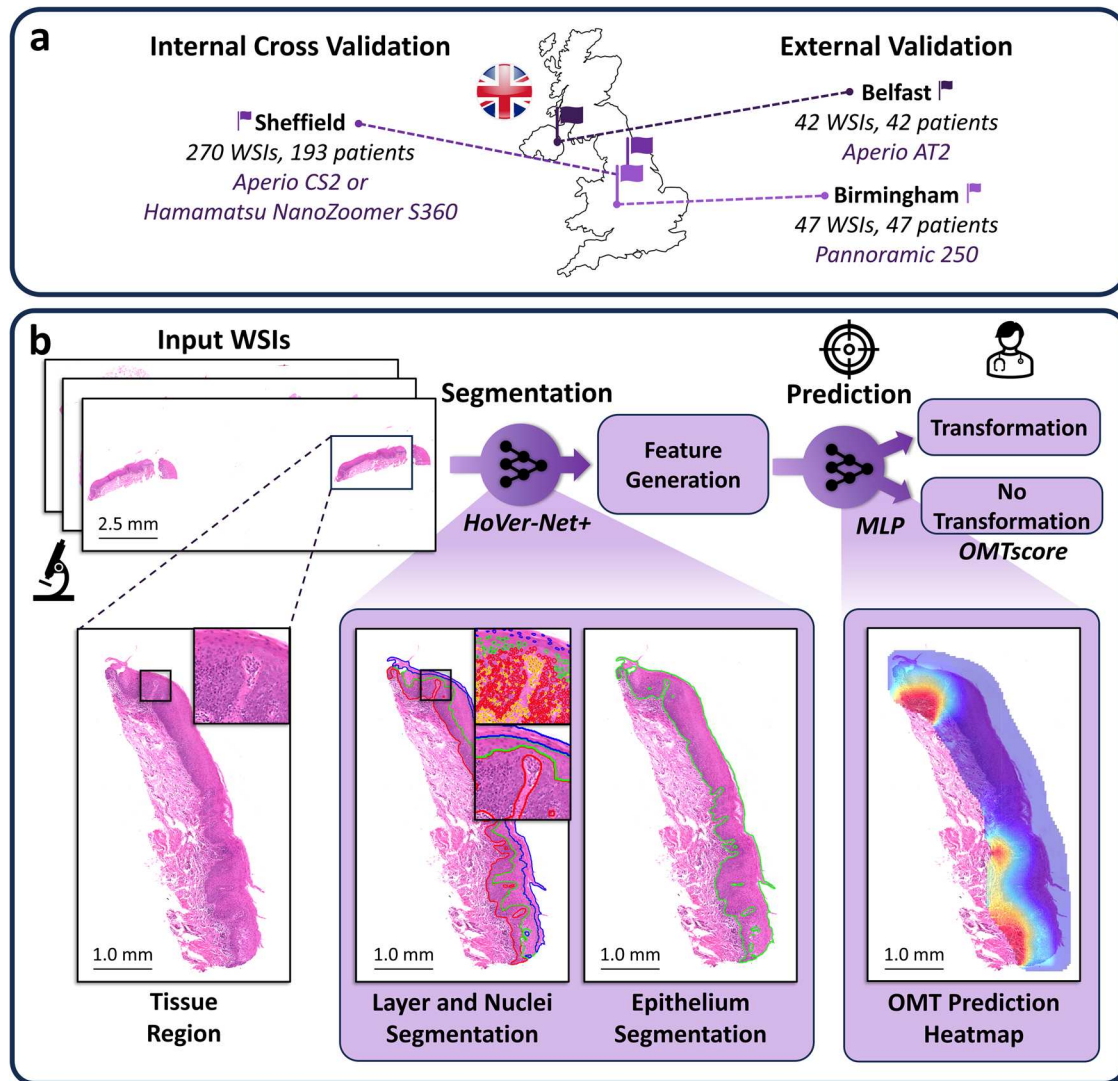 a
Internal Cross Validation
Sheffield
270 WSIs, 193 patients
Aperio CS2 or
Hamamatsu NanoZoomer S360
External Validation
Belfast
42 WSIs, 42 patients
Aperio AT2
Birmingham
47 WSIs, 47 patients
Pannoramic 250
b
Input WSIs
2.5 mm
Segmentation
HoVer-Net+
Feature
Generation
Prediction
MLP
Transformation
No
Transformation
OMTscore
1.0 mm
Tissue
Region
1.0 mm
Layer and Nuclei
Segmentation
1.0 mm
Epithelium
Segmentation
1.0 mm
OMT Prediction
Heatmap